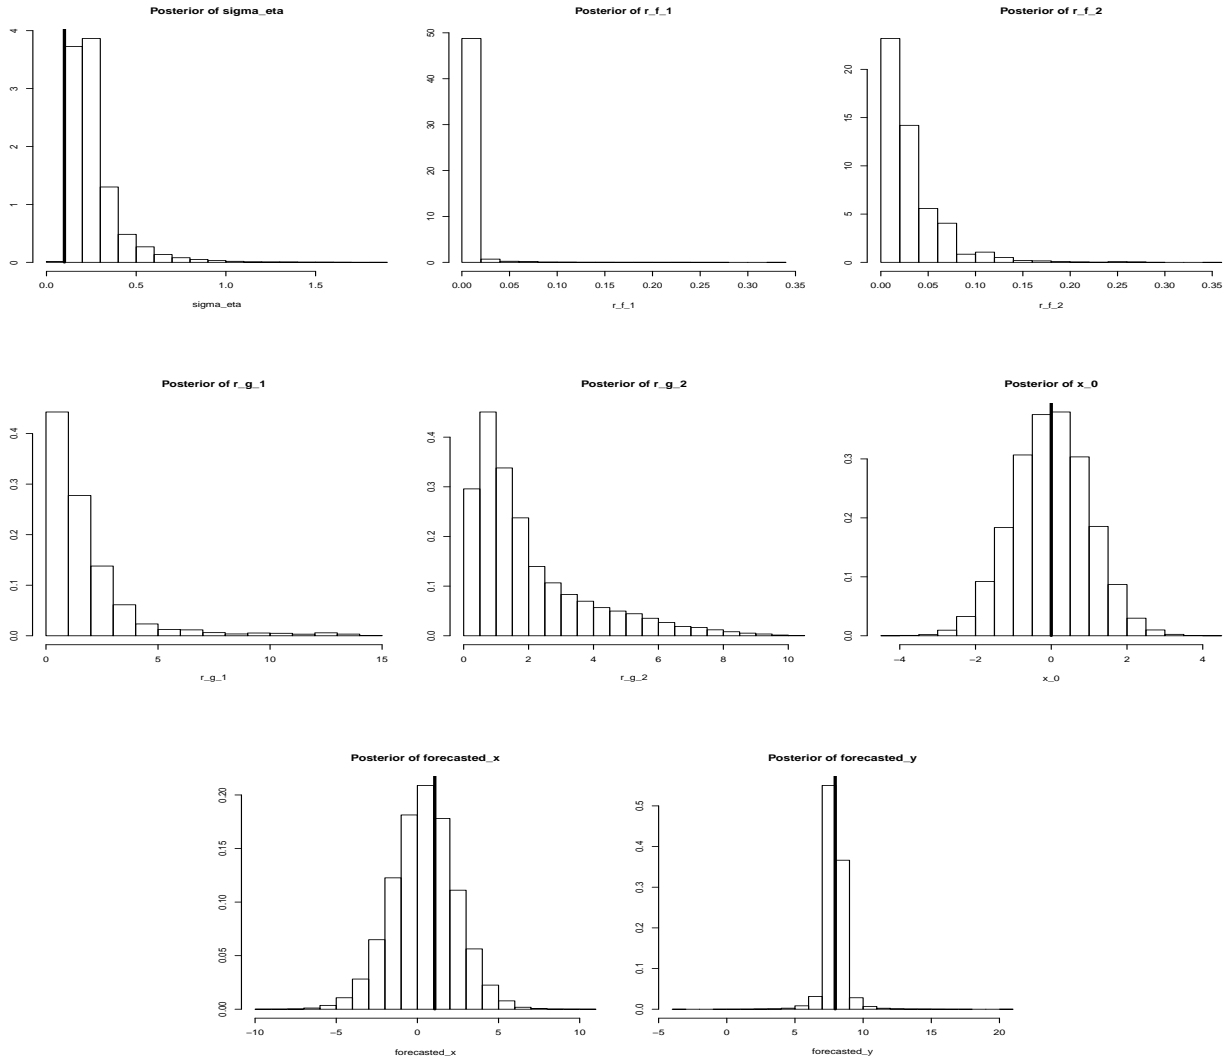 Posterior of sigma_eta
0 1 2 3 4
0.0 0.5 1.0 1.5
sigma_eta
Posterior of r_f_1
0 10 20 30 40 50
0.00 0.05 0.10 0.15 0.20 0.25 0.30 0.35
r_f_1
Posterior of r_f_2
0 5 10 15 20
0.00 0.05 0.10 0.15 0.20 0.25 0.30 0.35
r_f_2
Posterior of r_g_1
0.0 0.1 0.2 0.3 0.4
0 5 10 15
r_g_1
Posterior of r_g_2
0.0 0.1 0.2 0.3 0.4
0 2 4 6 8 10
r_g_2
Posterior of x_0
0.0 0.1 0.2 0.3
−4 −2 0 2 4
x_0
Posterior of forecasted_x
0.00 0.05 0.10 0.15 0.20
−10 −5 0 5 10
forecasted_x
Posterior of forecasted_y
0.0 0.1 0.2 0.3 0.4 0.5
−5 0 5 10 15 20
forecasted_y